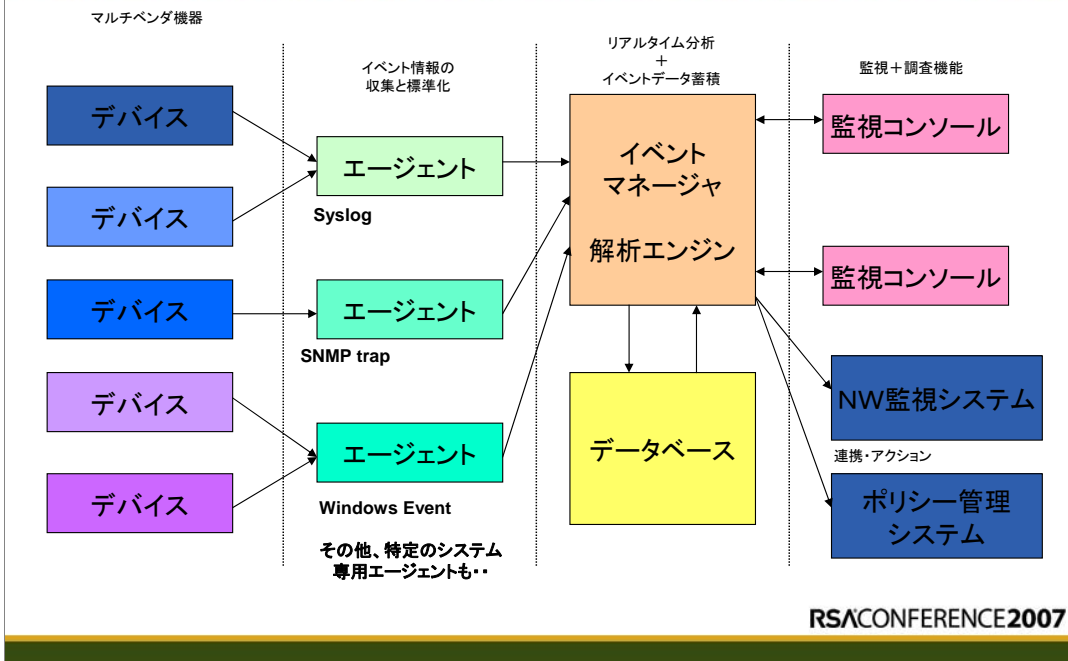 マルチベンダ機器
デバイス
デバイス
デバイス
デバイス
デバイス
イベント情報の
収集と標準化
エージェント
Syslog
エージェント
SNMP trap
エージェント
Windows Event
その他、特定のシステム
専用エージェントも・・
リアルタイム分析
＋
イベントデータ蓄積
イベント
マネージャ
解析エンジン
データベース
監視＋調査機能
監視コンソール
監視コンソール
NW監視システム
連携・アクション
ポリシー管理
システム
RSACONFERENCE2007